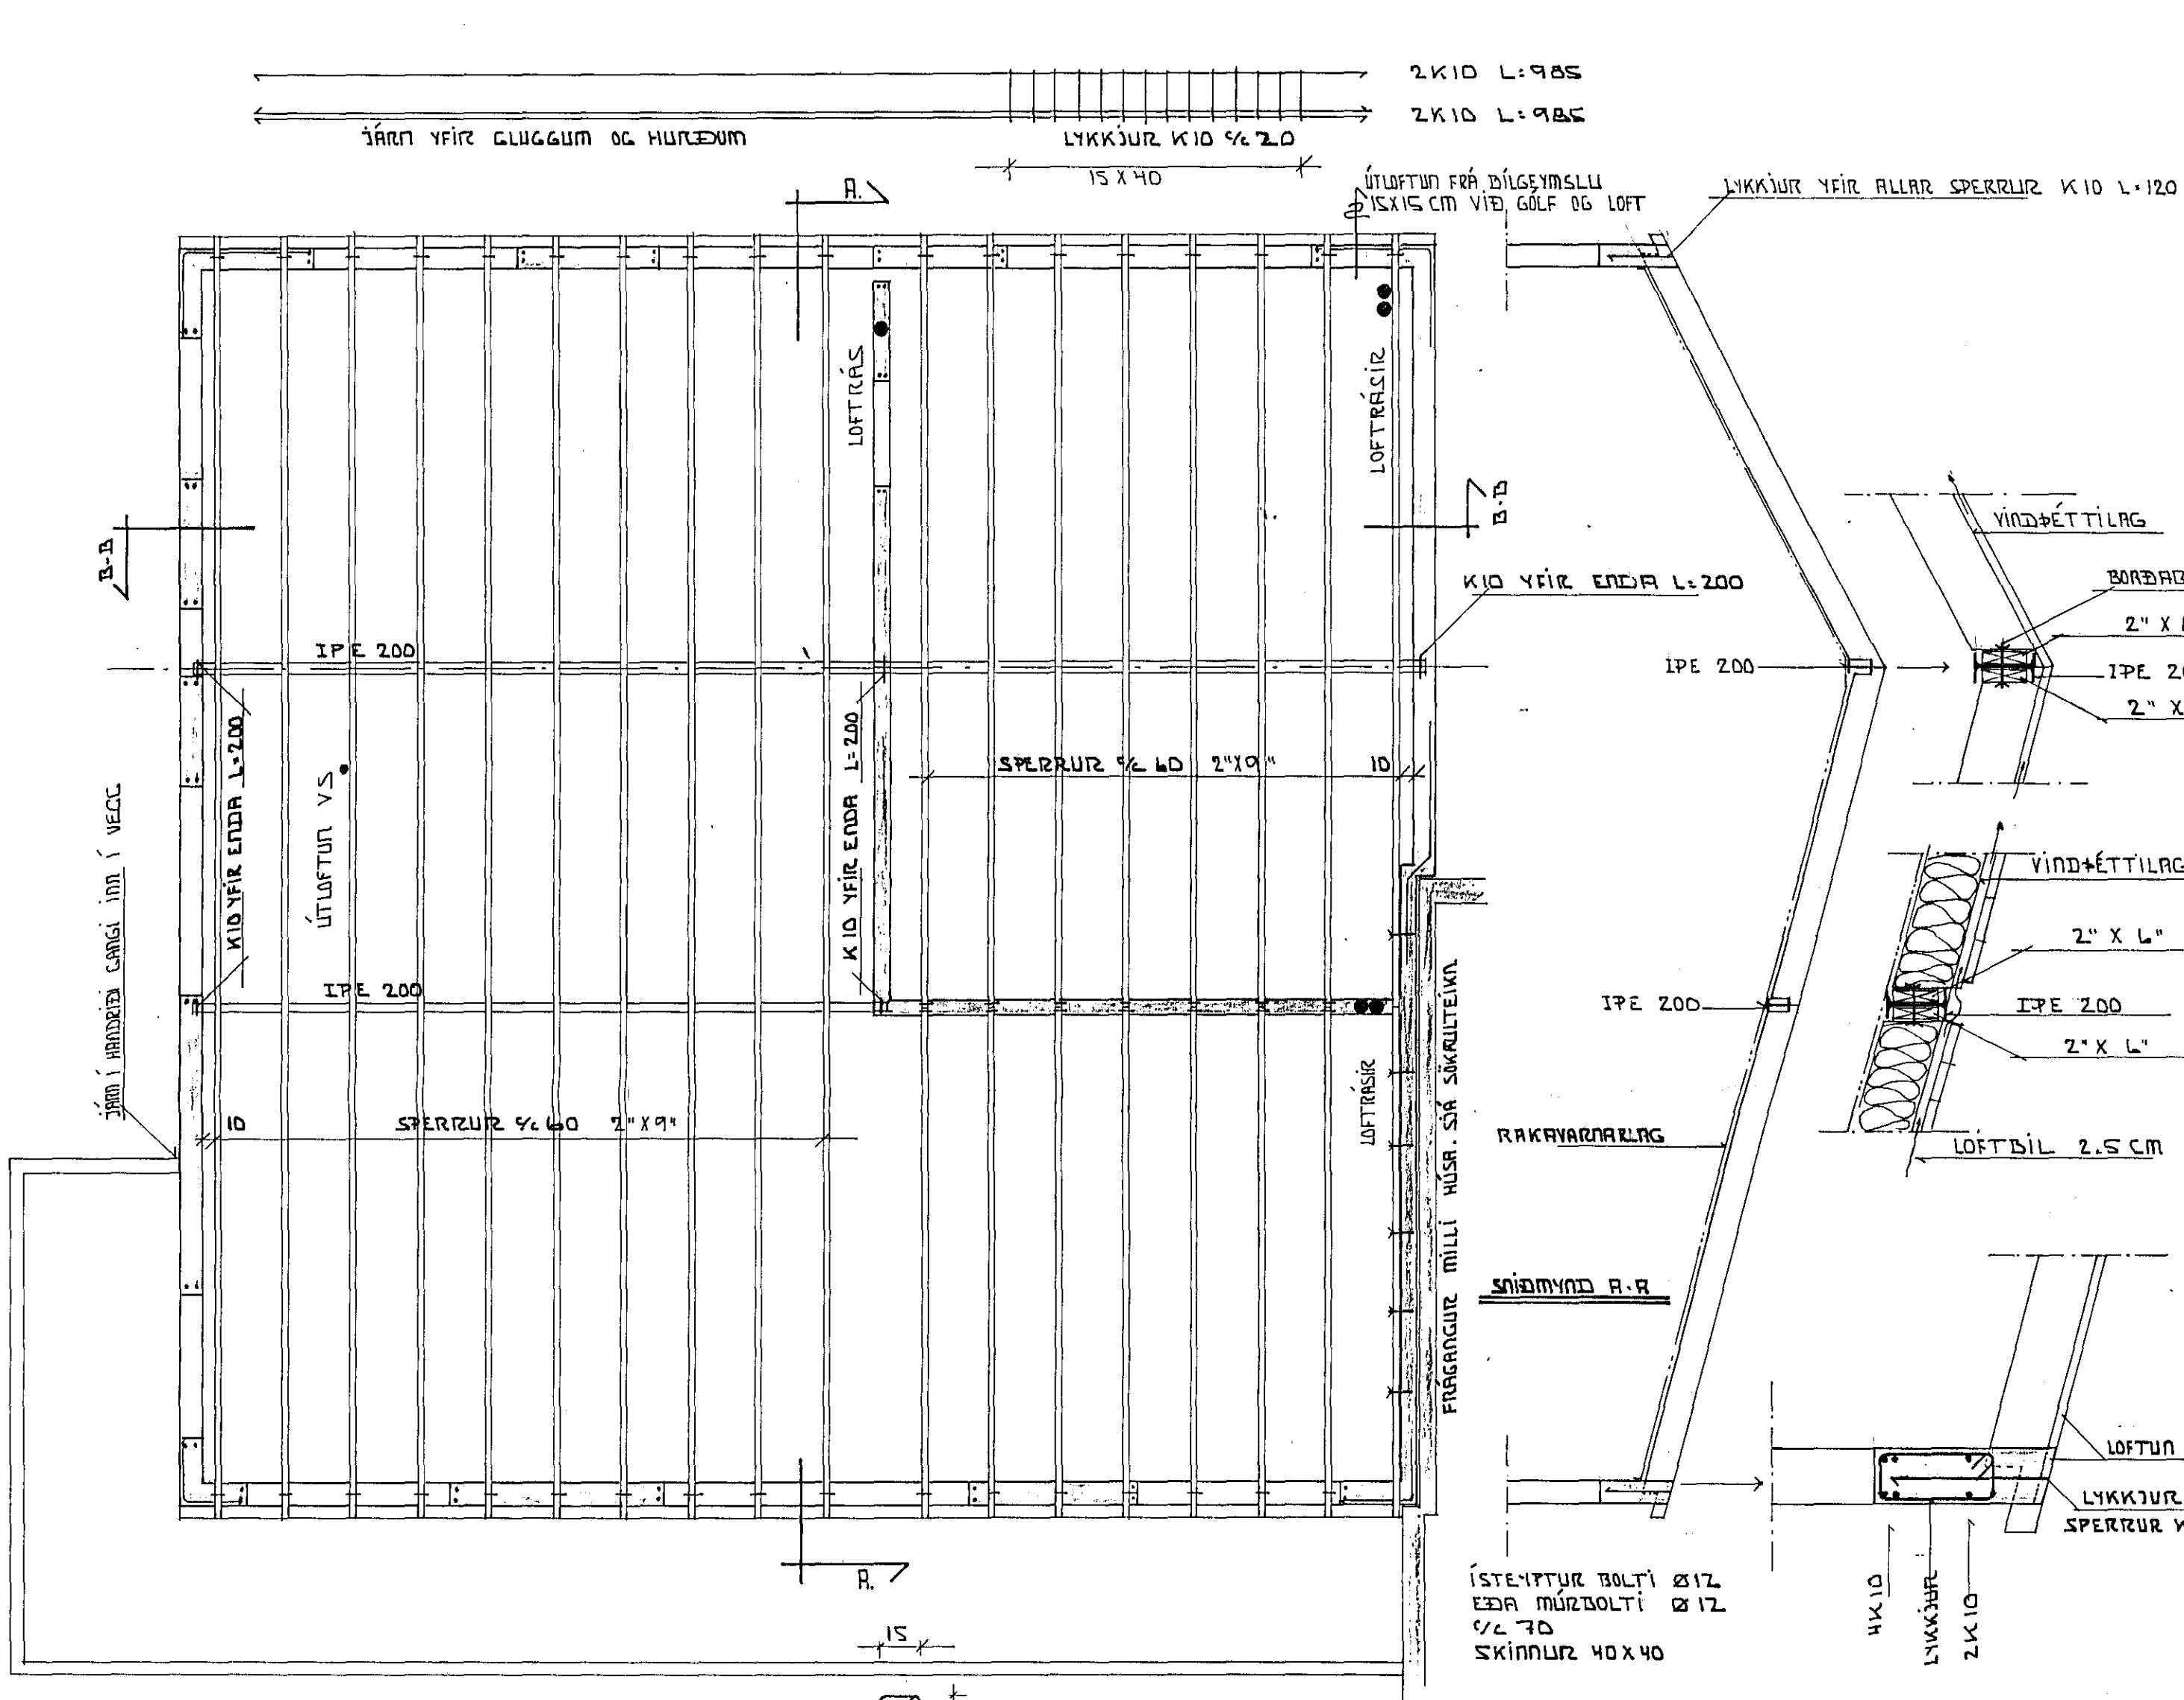 2K10 L=985
2K10 L=985
JÁRN YFIR GLUGGUM OG HURÐUM
LYKKJUR K10 c/c 20
15 X 40
A.
ÚTLOFTUN FRÁ BÍLGEYMSLU
15X15 CM VIÐ GÓLF OG LOFT
LYKKJUR YFIR ALLAR SPERRUR K10 L=120
LOFTRÁS
LOFTRÁSIR
B-B
B-B
VINDÞÉTTILAG
K10 YFIR ENDA L=200
2" X
IPE 200
IPE 200
2" X
K10 YFIR ENDA L=200
K10 YFIR ENDA L=200
SPERRUR c/c 60 2"X9"
10
ÚTLOFTUN VS
JÁRN Í HANDRIÐI GANGI INN Í VEGG
VINDÞÉTTILAG
2" X 6"
IPE 200
IPE 200
IPE 200
2" X 6"
10
SPERRUR c/c 60 2"X9"
LOFTRÁSIR
FRÁGANGUR MILLI HÚSA. SJÁ SÖKKULTEIKN.
RAKAVARNARLAG
LOFTBIL 2.5 CM
SNIÐMYND A-A
LOFTUN
LYKKJUR
SPERRUR
A.
ÍSTEYPTUR BOLTI Ø12
EÐA MÚRBOLTI Ø12
c/c 70
SKINNUR 40X40
4K10
LYKKJUR
2K10
15